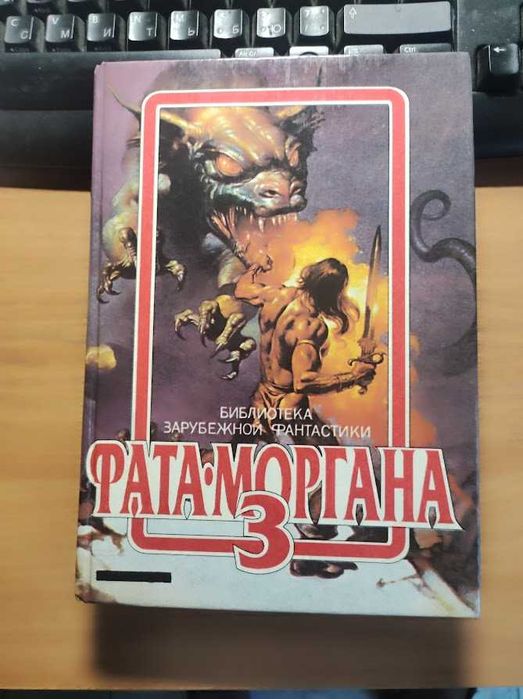 БИБЛИОТЕКА
ЗАРУБЕЖНОЙ ФАНТАСТИКИ
ФАТА·МОРГАНА
3